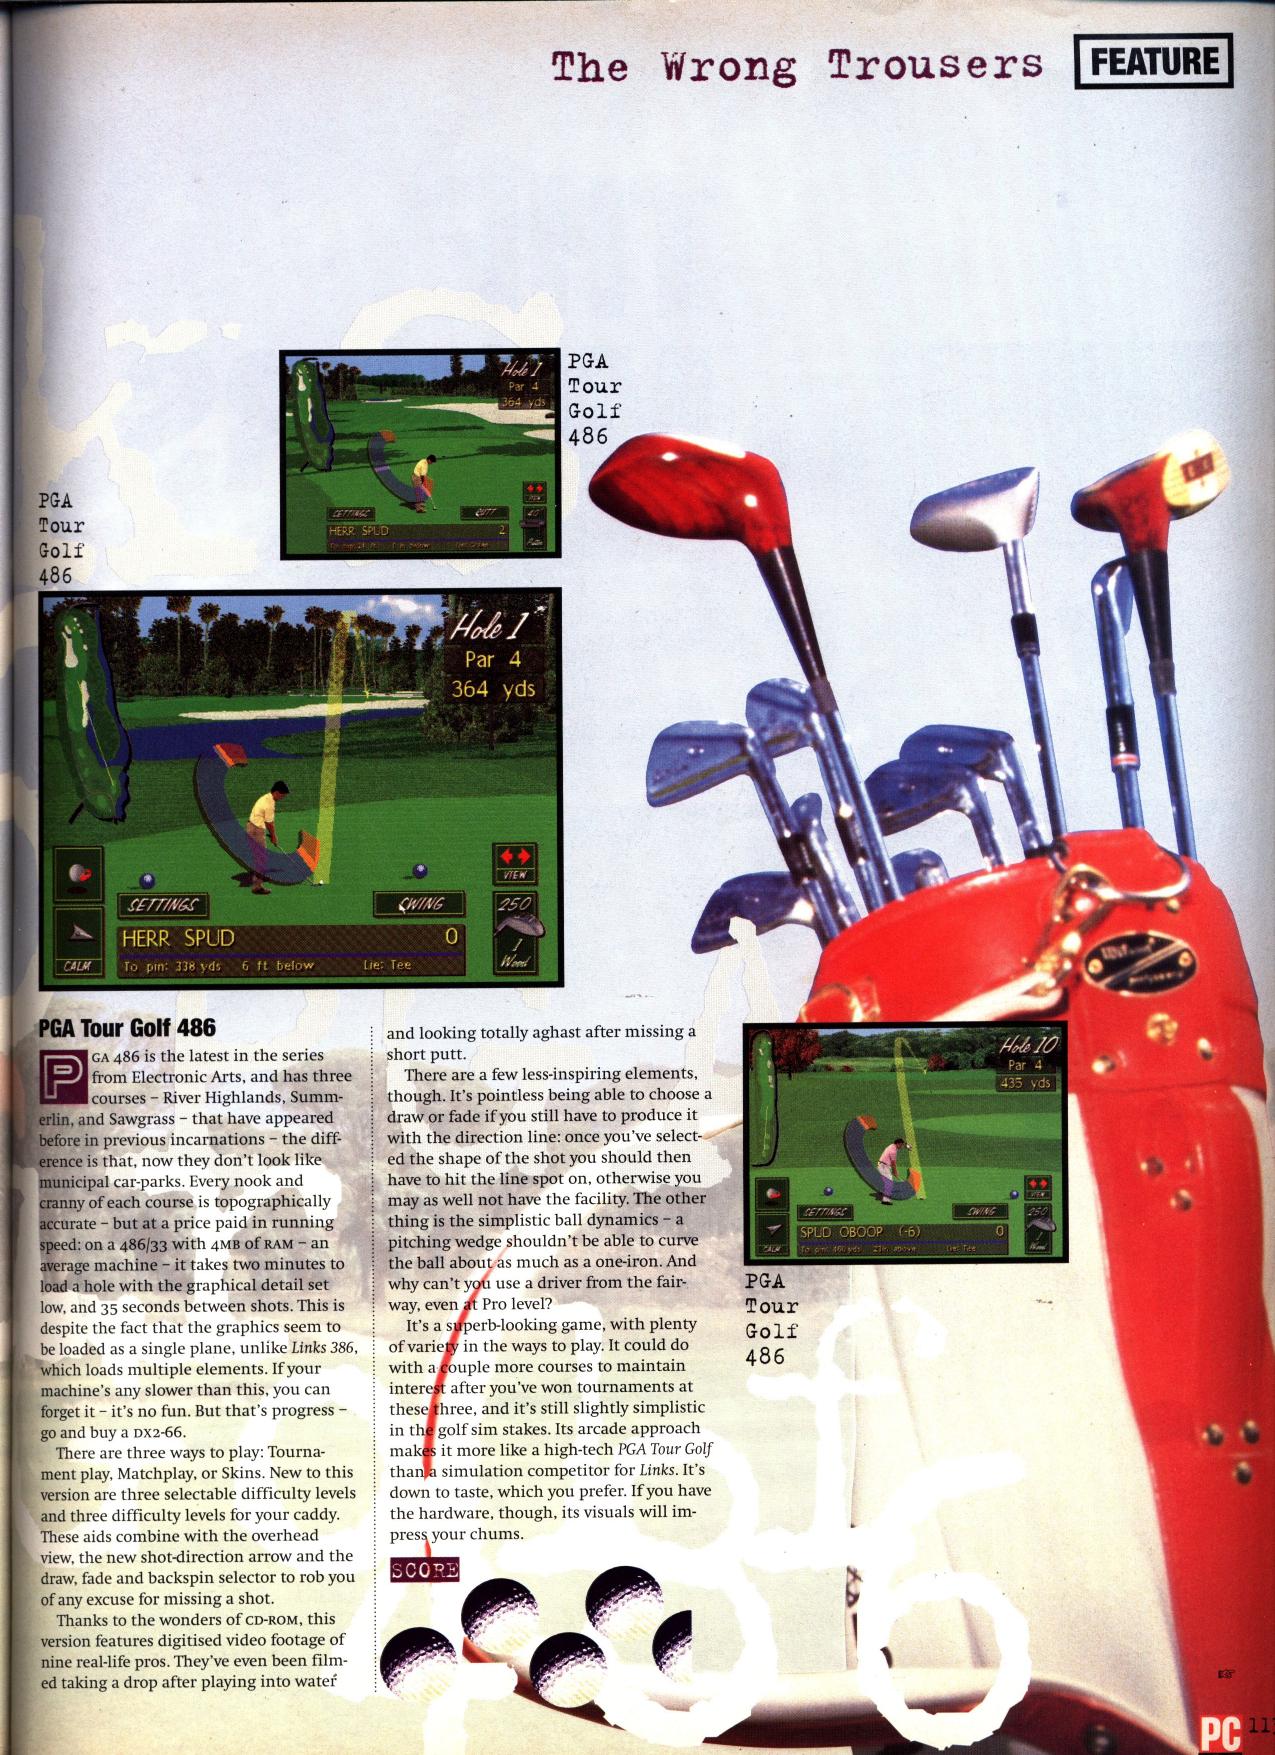 The Wrong Trousers FEATURE
PGA
Tour
Golf
486
Hole 1
Par 4
364 yds
VIEW
SETTINGS PUTT
HERR SPUD 2
PGA
Tour
Golf
486
Hole 1
Par 4
364 yds
VIEW
SETTINGS SWING 250
HERR SPUD 0
1
Wood
CALM To pin: 338 yds 6 ft below Lie: Tee
PGA Tour Golf 486
PGA 486 is the latest in the series
from Electronic Arts, and has three
courses – River Highlands, Summ-
erlin, and Sawgrass – that have appeared
before in previous incarnations – the diff-
erence is that, now they don't look like
municipal car-parks. Every nook and
cranny of each course is topographically
accurate – but at a price paid in running
speed: on a 486/33 with 4MB of RAM – an
average machine – it takes two minutes to
load a hole with the graphical detail set
low, and 35 seconds between shots. This is
despite the fact that the graphics seem to
be loaded as a single plane, unlike Links 386,
which loads multiple elements. If your
machine's any slower than this, you can
forget it – it's no fun. But that's progress –
go and buy a DX2-66.
There are three ways to play: Tourna-
ment play, Matchplay, or Skins. New to this
version are three selectable difficulty levels
and three difficulty levels for your caddy.
These aids combine with the overhead
view, the new shot-direction arrow and the
draw, fade and backspin selector to rob you
of any excuse for missing a shot.
Thanks to the wonders of CD-ROM, this
version features digitised video footage of
nine real-life pros. They've even been film-
ed taking a drop after playing into water
and looking totally aghast after missing a
short putt.
There are a few less-inspiring elements,
though. It's pointless being able to choose a
draw or fade if you still have to produce it
with the direction line: once you've select-
ed the shape of the shot you should then
have to hit the line spot on, otherwise you
may as well not have the facility. The other
thing is the simplistic ball dynamics – a
pitching wedge shouldn't be able to curve
the ball about as much as a one-iron. And
why can't you use a driver from the fair-
way, even at Pro level?
It's a superb-looking game, with plenty
of variety in the ways to play. It could do
with a couple more courses to maintain
interest after you've won tournaments at
these three, and it's still slightly simplistic
in the golf sim stakes. Its arcade approach
makes it more like a high-tech PGA Tour Golf
than a simulation competitor for Links. It's
down to taste, which you prefer. If you have
the hardware, though, its visuals will im-
press your chums.
SCORE
Hole 10
Par 4
435 yds
VIEW
SETTINGS SWING 250
SPUD OBOOP (-6) 0
CALM
1
Wood
PGA
Tour
Golf
486
PC